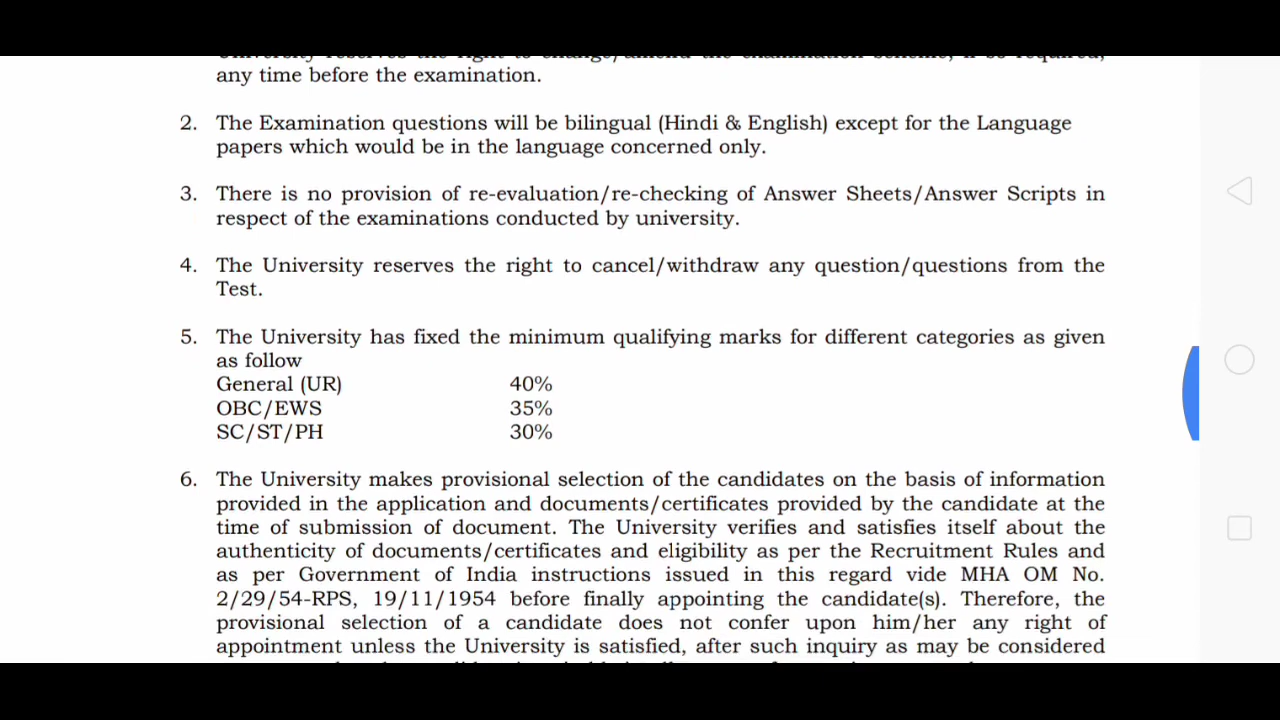 any time before the examination.
2. The Examination questions will be bilingual (Hindi & English) except for the Language
papers which would be in the language concerned only.
3. There is no provision of re-evaluation/re-checking of Answer Sheets/Answer Scripts in
respect of the examinations conducted by university.
4. The University reserves the right to cancel/withdraw any question/questions from the
Test.
5. The University has fixed the minimum qualifying marks for different categories as given
as follow
General (UR) 40%
OBC/EWS 35%
SC/ST/PH 30%
6. The University makes provisional selection of the candidates on the basis of information
provided in the application and documents/certificates provided by the candidate at the
time of submission of document. The University verifies and satisfies itself about the
authenticity of documents/certificates and eligibility as per the Recruitment Rules and
as per Government of India instructions issued in this regard vide MHA OM No.
2/29/54-RPS, 19/11/1954 before finally appointing the candidate(s). Therefore, the
provisional selection of a candidate does not confer upon him/her any right of
appointment unless the University is satisfied, after such inquiry as may be considered